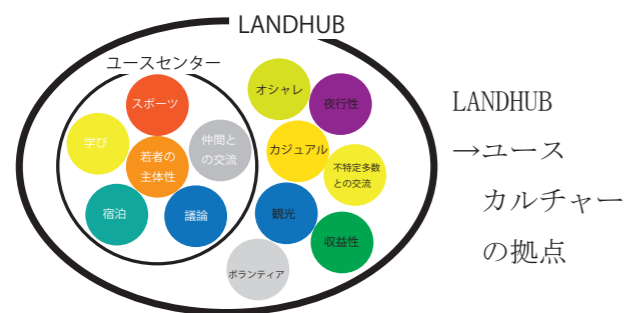 LANDHUB
ユースセンター
スポーツ
学び
仲間と
の交流
若者の
主体性
宿泊
議論
オシャレ
夜行性
カジュアル
不特定多数
との交流
観光
収益性
ボランティア
LANDHUB
→ユース
カルチャー
の拠点